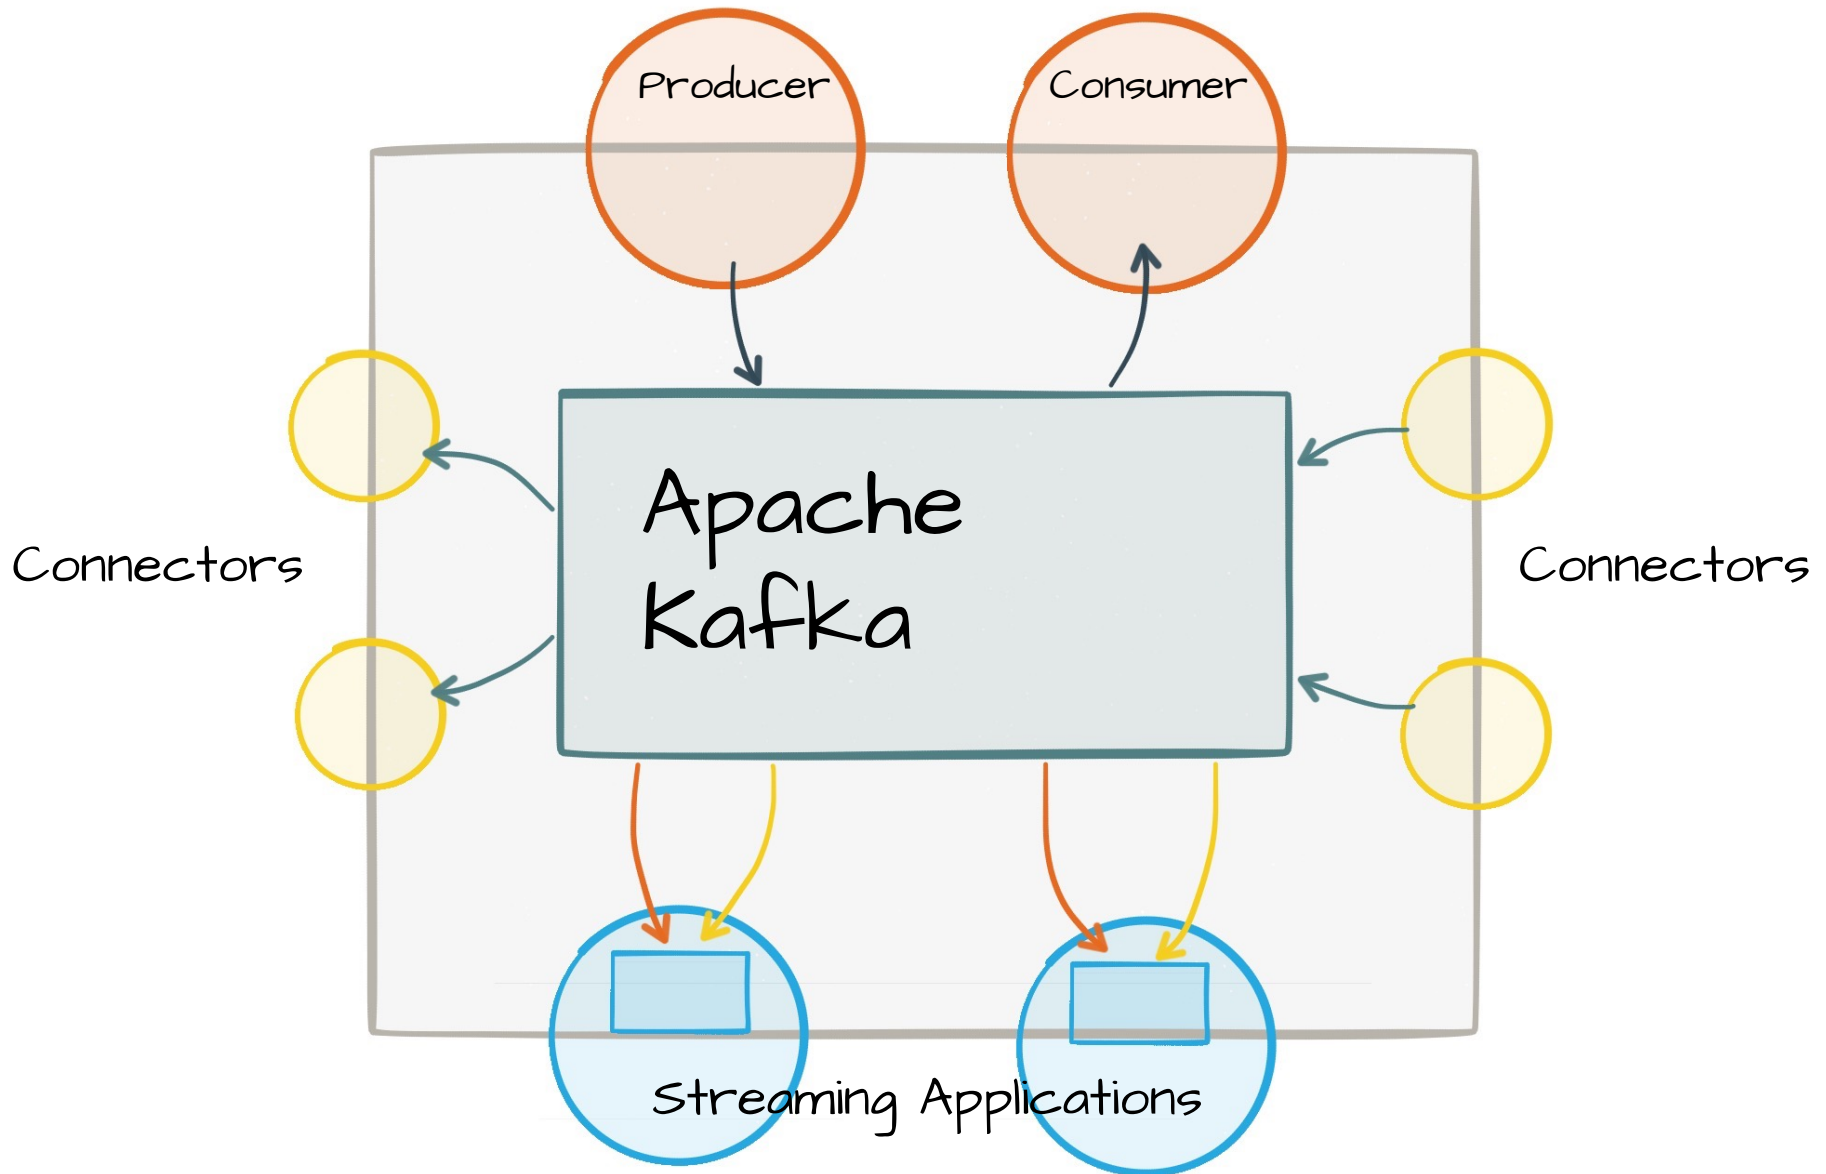 Producer
Consumer
Apache
Kafka
Connectors
Connectors
Streaming Applications